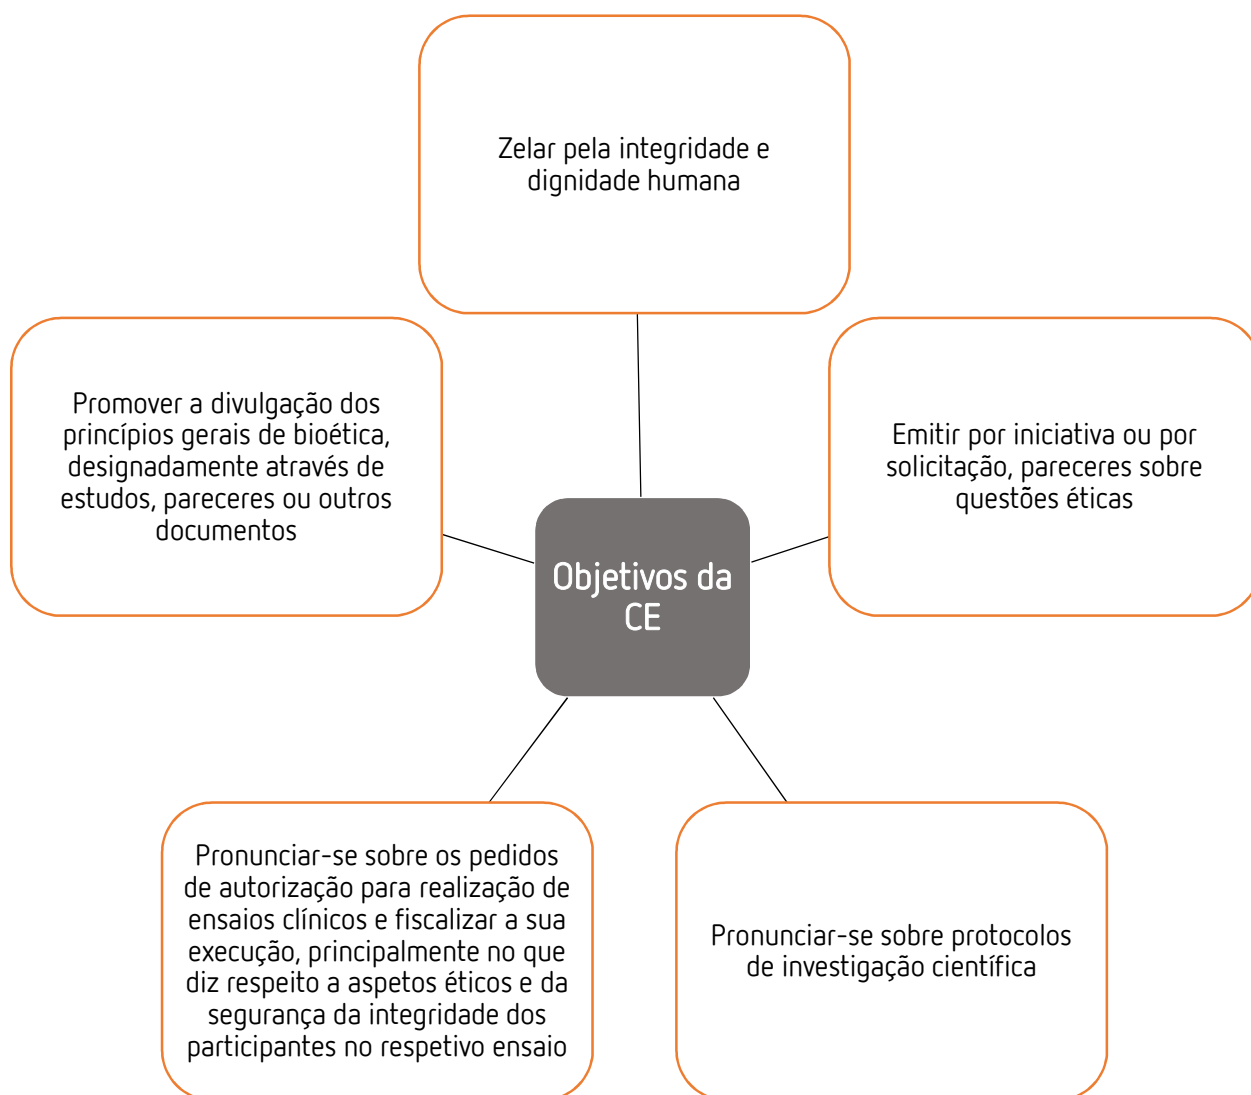 Zelar pela integridade e
dignidade humana
Promover a divulgação dos
princípios gerais de bioética,
designadamente através de
estudos, pareceres ou outros
documentos
Emitir por iniciativa ou por
solicitação, pareceres sobre
questões éticas
Objetivos da
CE
Pronunciar-se sobre os pedidos
de autorização para realização de
ensaios clínicos e fiscalizar a sua
execução, principalmente no que
diz respeito a aspetos éticos e da
segurança da integridade dos
participantes no respetivo ensaio
Pronunciar-se sobre protocolos
de investigação científica